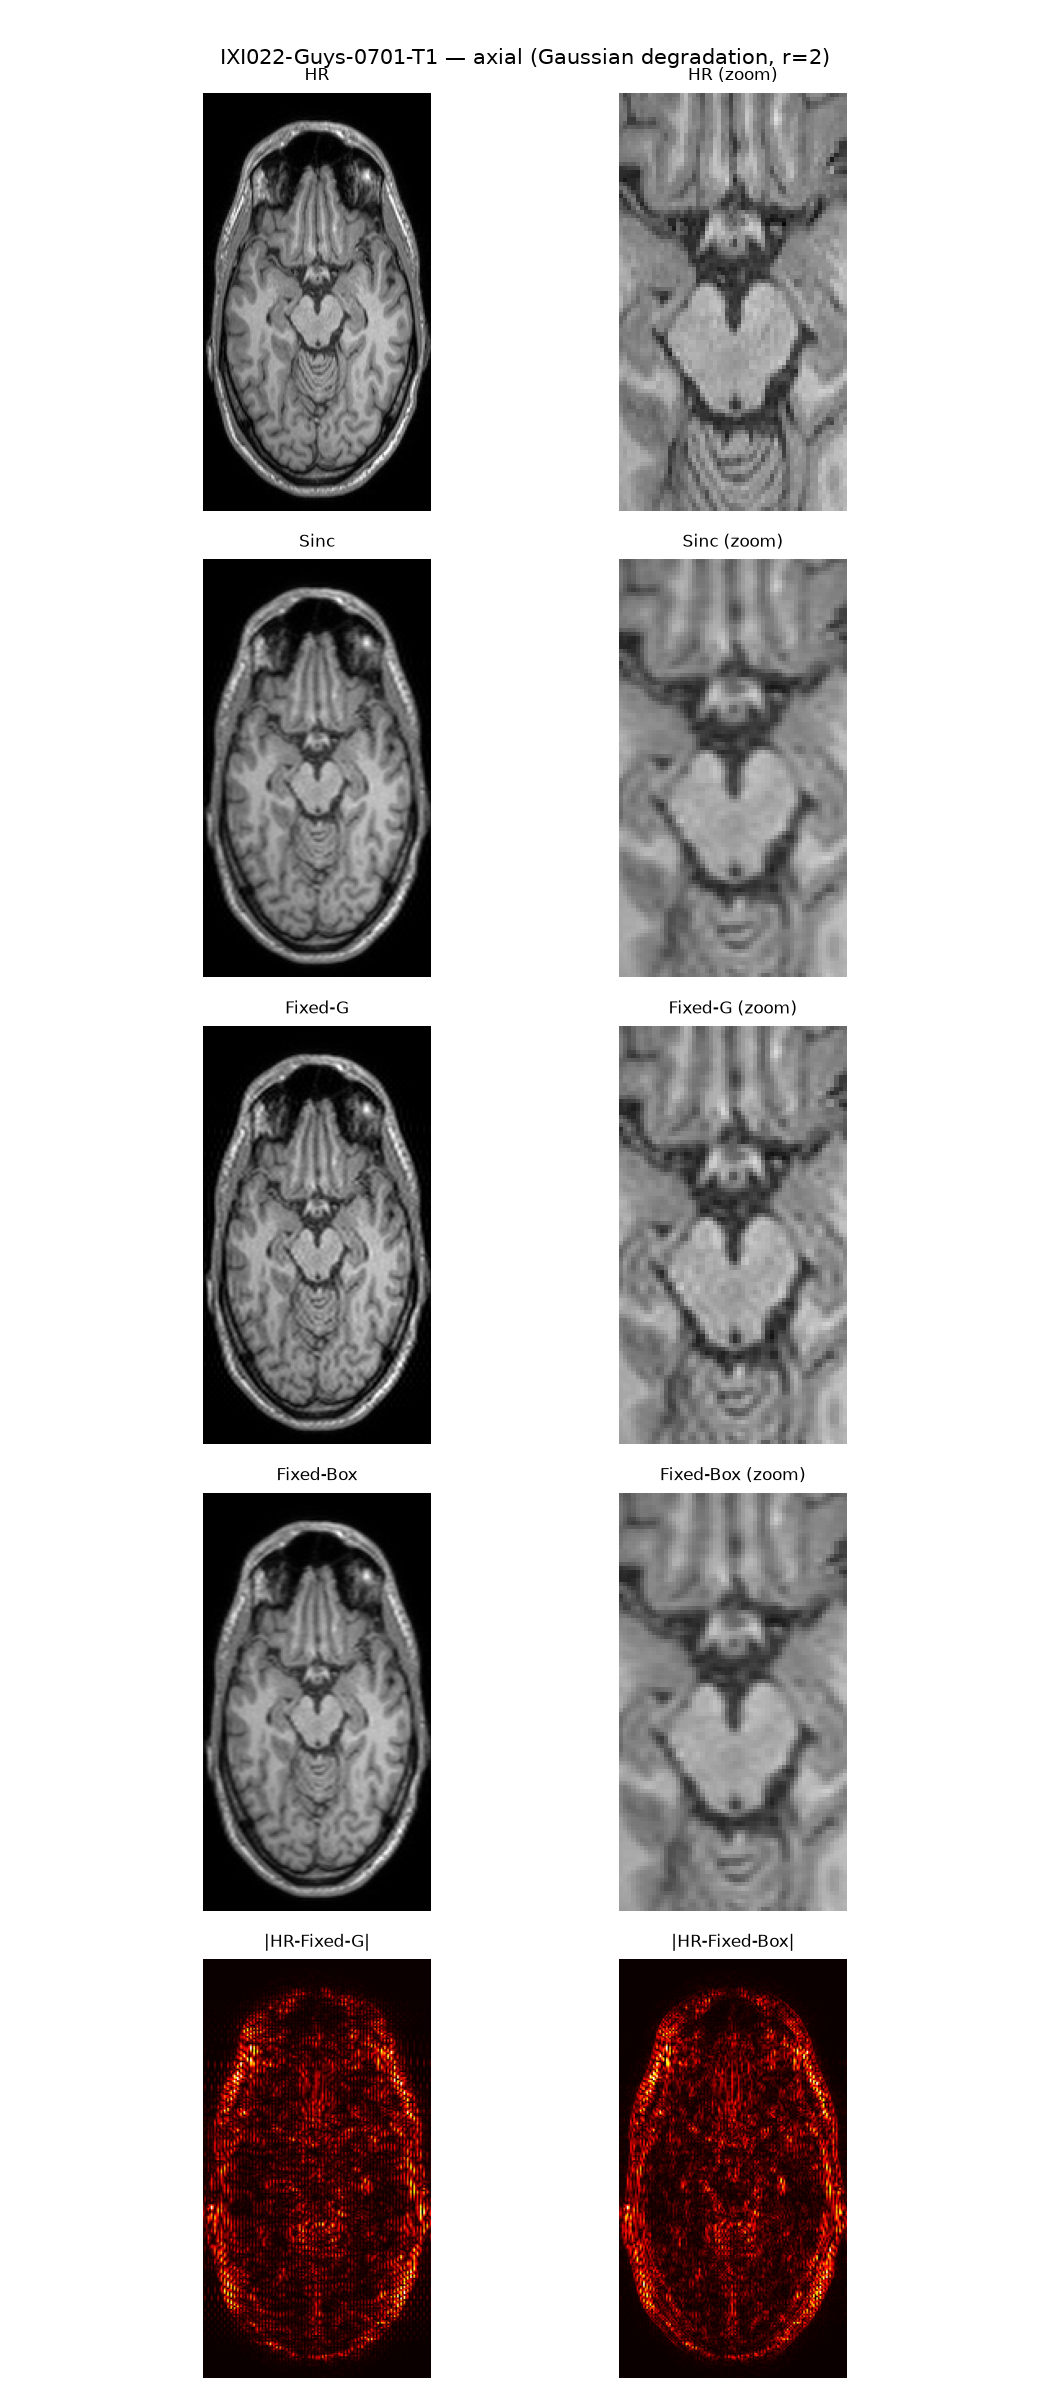 IXI022-Guys-0701-T1 — axial (Gaussian degradation, r=2)
HR
HR (zoom)
Sinc
Sinc (zoom)
Fixed-G
Fixed-G (zoom)
Fixed-Box
Fixed-Box (zoom)
|HR-Fixed-G|
|HR-Fixed-Box|